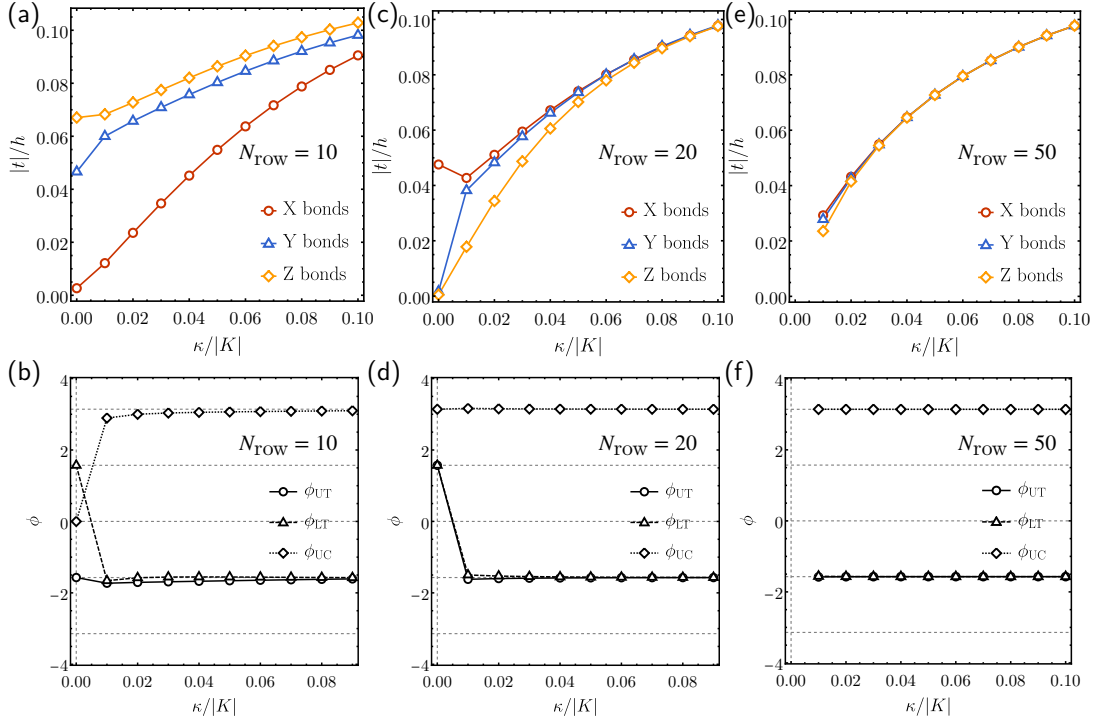 (a)
|t|/h
0.10
0.08
0.06
0.04
0.02
0.00
N_row = 10
X bonds
Y bonds
Z bonds
0.00 0.02 0.04 0.06 0.08 0.10
κ/|K|
(c)
|t|/h
0.10
0.08
0.06
0.04
0.02
0.00
N_row = 20
X bonds
Y bonds
Z bonds
0.00 0.02 0.04 0.06 0.08 0.10
κ/|K|
(e)
|t|/h
0.10
0.08
0.06
0.04
0.02
0.00
N_row = 50
X bonds
Y bonds
Z bonds
0.00 0.02 0.04 0.06 0.08 0.10
κ/|K|
(b)
ϕ
4
2
0
−2
−4
N_row = 10
ϕ_UT
ϕ_LT
ϕ_UC
0.00 0.02 0.04 0.06 0.08
κ/|K|
(d)
ϕ
4
2
0
−2
−4
N_row = 20
ϕ_UT
ϕ_LT
ϕ_UC
0.00 0.02 0.04 0.06 0.08
κ/|K|
(f)
ϕ
4
2
0
−2
−4
N_row = 50
ϕ_UT
ϕ_LT
ϕ_UC
0.00 0.02 0.04 0.06 0.08 0.10
κ/|K|